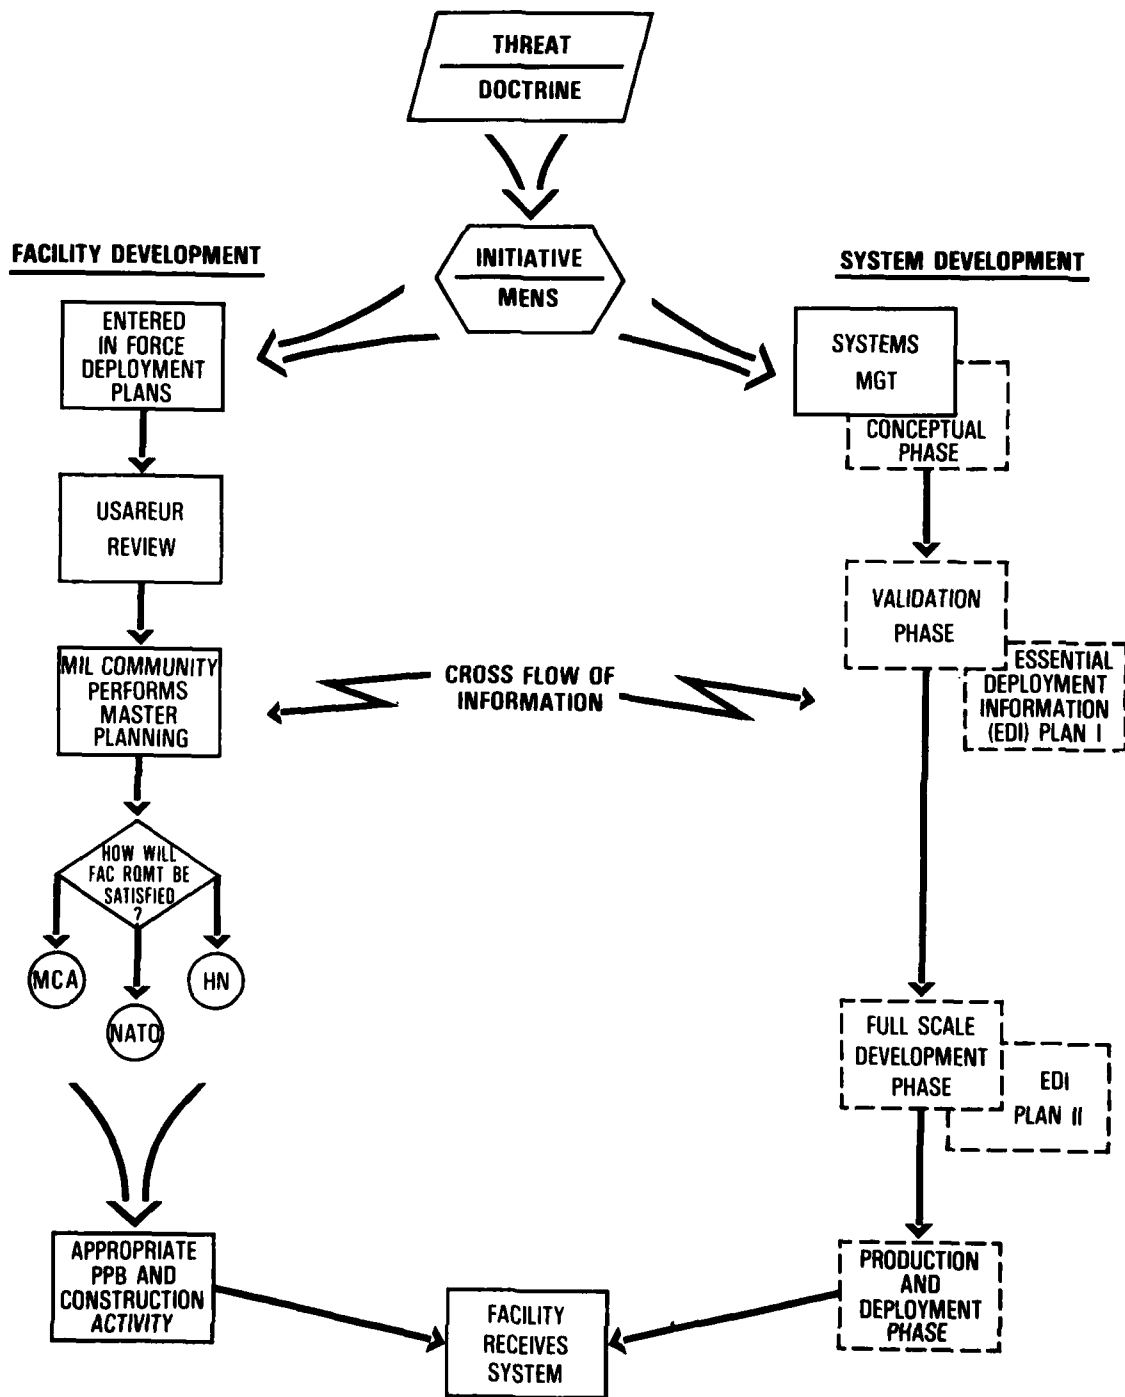 THREAT
DOCTRINE
INITIATIVE
MENS
FACILITY DEVELOPMENT
ENTERED
IN FORCE
DEPLOYMENT
PLANS
USAREUR
REVIEW
MIL COMMUNITY
PERFORMS
MASTER
PLANNING
HOW WILL
FAC RQMT BE
SATISFIED
?
MCA
NATO
HN
APPROPRIATE
PPB AND
CONSTRUCTION
ACTIVITY
CROSS FLOW OF
INFORMATION
SYSTEM DEVELOPMENT
SYSTEMS
MGT
CONCEPTUAL
PHASE
VALIDATION
PHASE
ESSENTIAL
DEPLOYMENT
INFORMATION
(EDI) PLAN I
FULL SCALE
DEVELOPMENT
PHASE
EDI
PLAN II
PRODUCTION
AND
DEPLOYMENT
PHASE
FACILITY
RECEIVES
SYSTEM